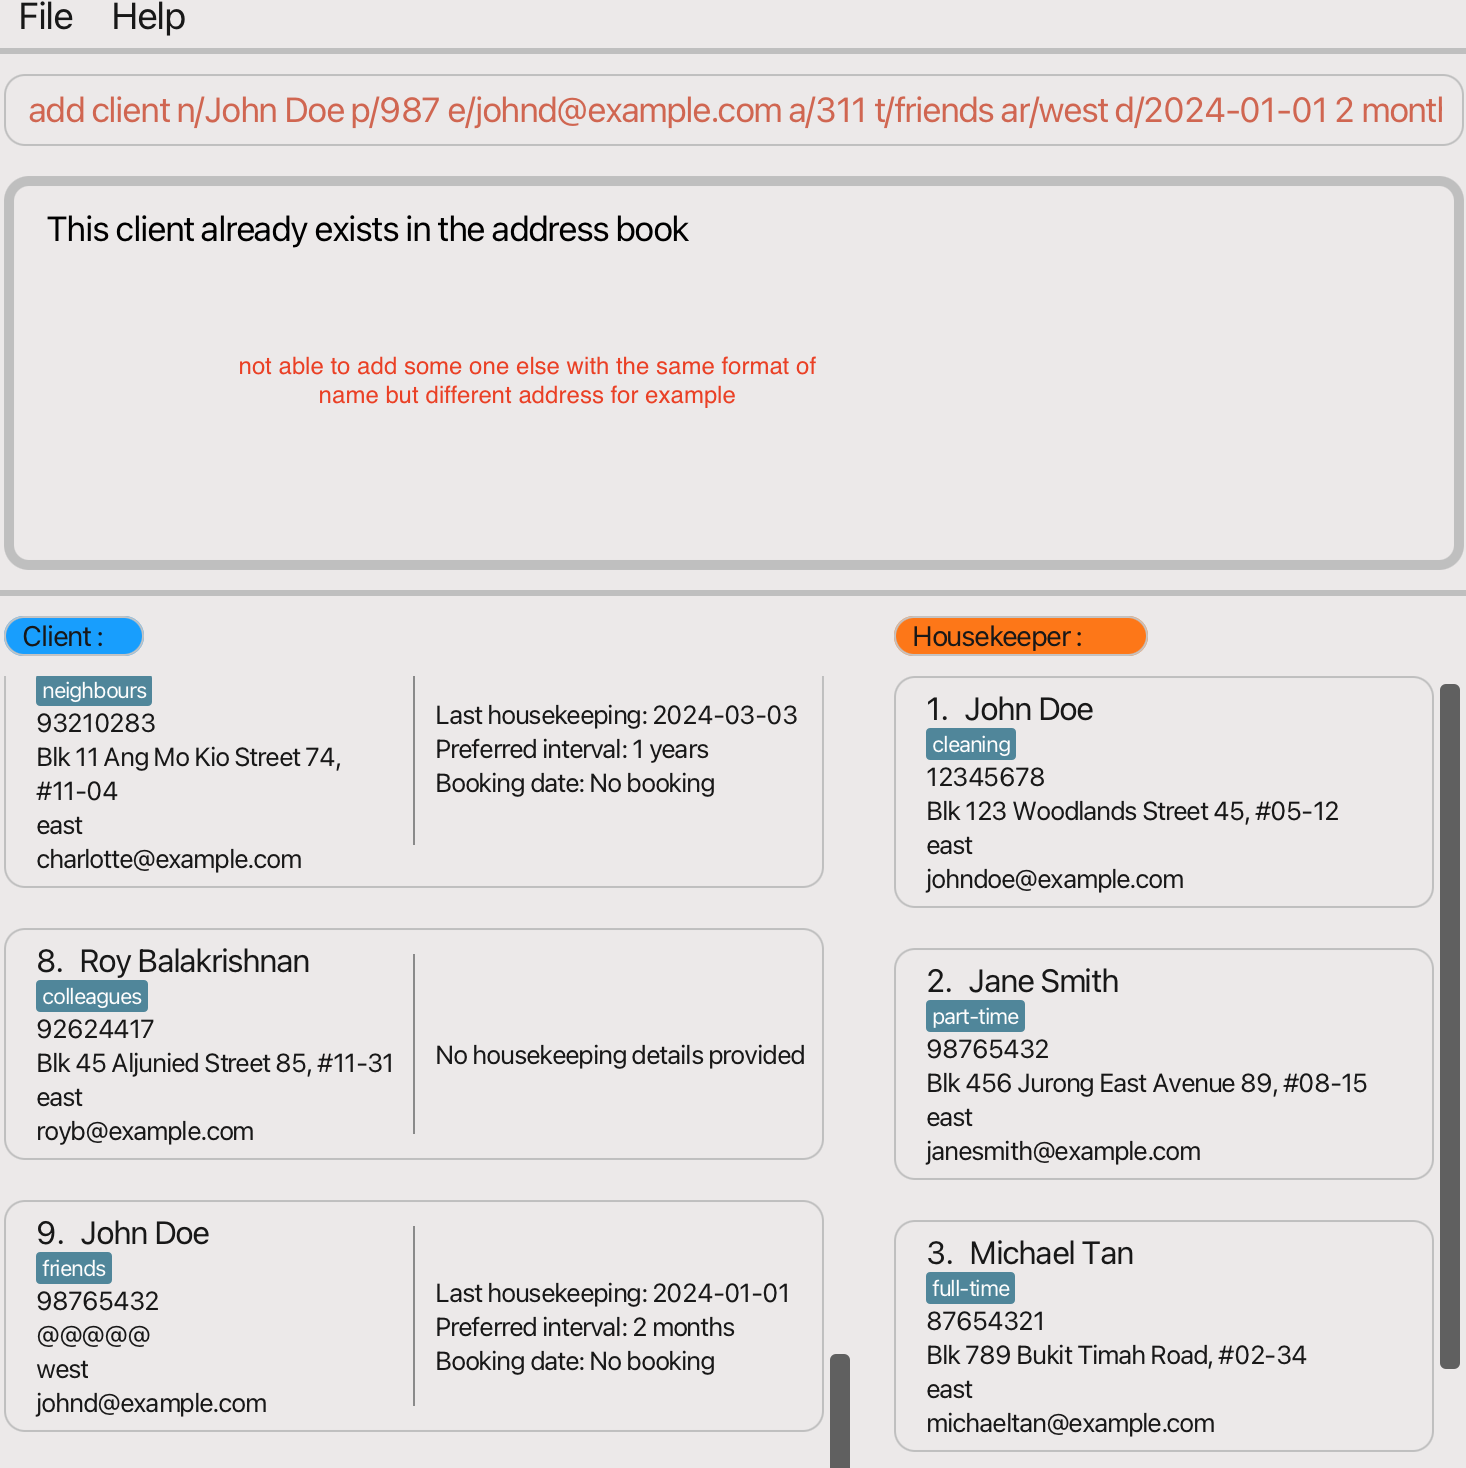 File Help
add client n/John Doe p/987 e/johnd@example.com a/311 t/friends ar/west d/2024-01-01 2
This client already exists in the address book
not able to add some one else with the same format of
name but different address for example
Client :
neighbours
93210283
Blk 11 Ang Mo Kio Street 74,
#11-04
east
charlotte@example.com
Last housekeeping: 2024-03-03
Preferred interval: 1 years
Booking date: No booking
8. Roy Balakrishnan
colleagues
92624417
Blk 45 Aljunied Street 85, #11-31
east
royb@example.com
No housekeeping details provided
9. John Doe
friends
98765432
@@@@@
west
johnd@example.com
Last housekeeping: 2024-01-01
Preferred interval: 2 months
Booking date: No booking
Housekeeper :
1. John Doe
cleaning
12345678
Blk 123 Woodlands Street 45, #05-12
east
johndoe@example.com
2. Jane Smith
part-time
98765432
Blk 456 Jurong East Avenue 89, #08-15
east
janesmith@example.com
3. Michael Tan
full-time
87654321
Blk 789 Bukit Timah Road, #02-34
east
michaeltan@example.com